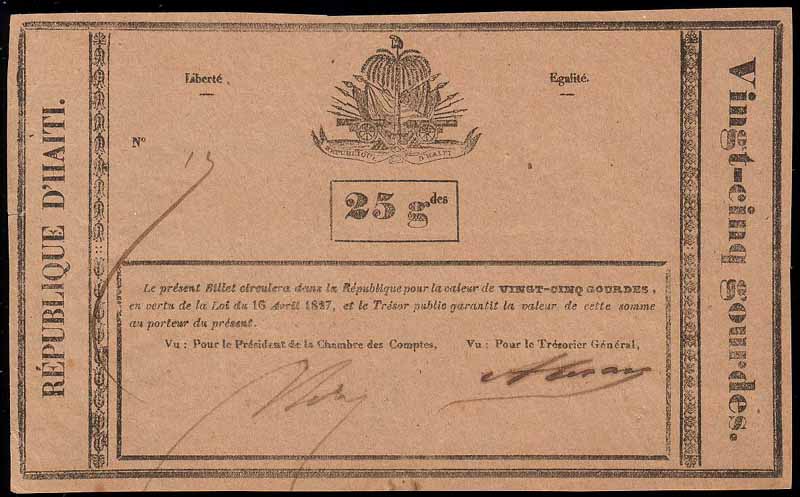 RÉPUBLIQUE D'HAITI.
Liberté
Egalité.
RÉPUBLIQUE D'HAITI
Nº
25 g des
Le présent Billet circulera dans la République pour la valeur de VINGT-CINQ GOURDES,
en vertu de la Loi du 16 Avril 1827, et le Trésor public garantit la valeur de cette somme
au porteur du présent.
Vu : Pour le Président de la Chambre des Comptes,
Vu : Pour le Trésorier Général,
Vingt-cinq gourdes.